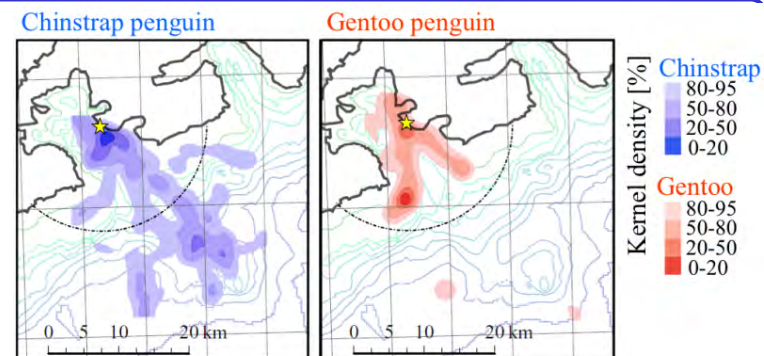 Chinstrap penguin
Gentoo penguin
Kernel density [%]
Chinstrap
80-95
50-80
20-50
0-20
Gentoo
80-95
50-80
20-50
0-20
0 5 10 20 km
0 5 10 20 km